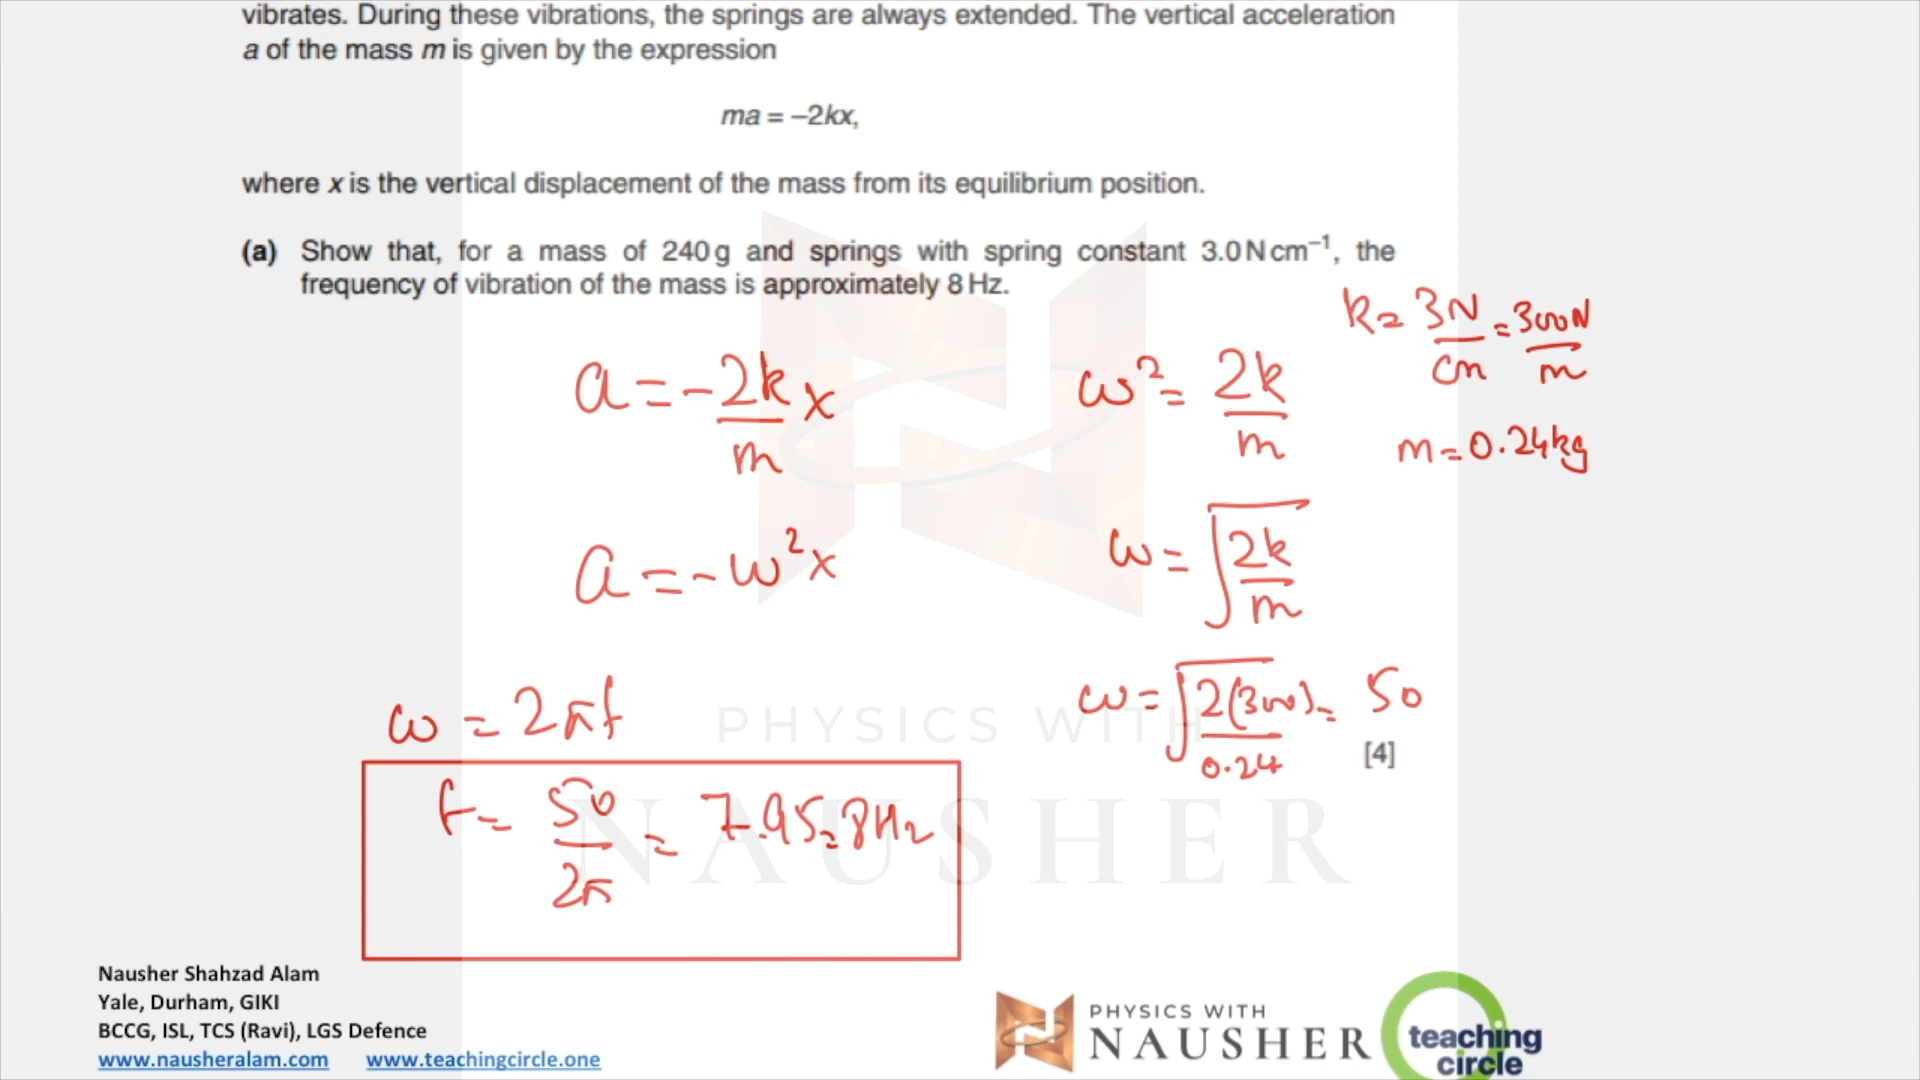 vibrates. During these vibrations, the springs are always extended. The vertical acceleration
a of the mass m is given by the expression
ma = –2kx,
where x is the vertical displacement of the mass from its equilibrium position.
(a) Show that, for a mass of 240 g and springs with spring constant 3.0 N cm⁻¹, the
frequency of vibration of the mass is approximately 8 Hz.
k = 3N/cm = 300N/m
a = -2k/m x
ω² = 2k/m
m = 0.24kg
a = -ω²x
ω = √(2k/m)
ω = √(2(300)/0.24) = 50
ω = 2πf
[4]
f = 50/2π = 7.95 = 8Hz
PHYSICS WITH
NAUSHER
Nausher Shahzad Alam
Yale, Durham, GIKI
BCCG, ISL, TCS (Ravi), LGS Defence
www.nausheralam.com www.teachingcircle.one
PHYSICS WITH
NAUSHER
teaching
circle